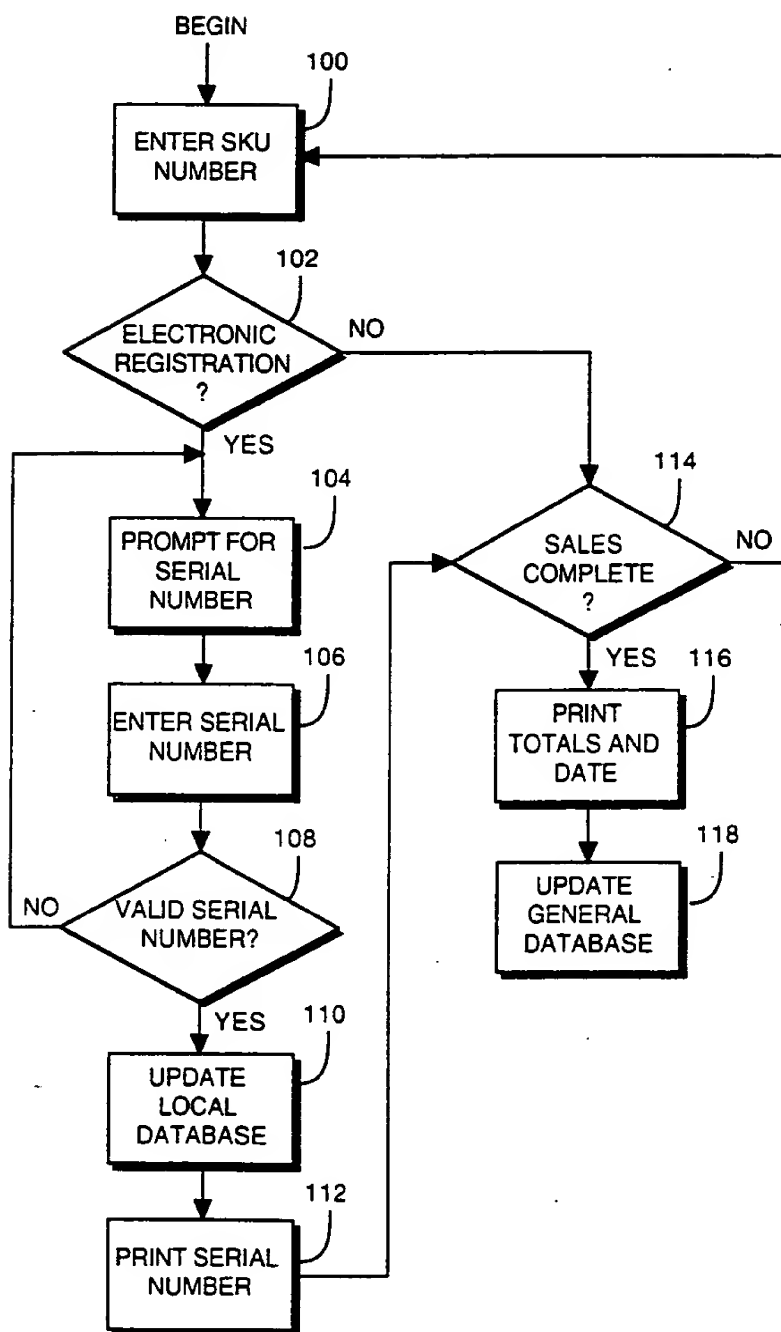 BEGIN
100
ENTER SKU
NUMBER
102
ELECTRONIC
REGISTRATION
?
NO
YES
104
PROMPT FOR
SERIAL
NUMBER
106
ENTER SERIAL
NUMBER
108
VALID SERIAL
NUMBER?
NO
YES
110
UPDATE
LOCAL
DATABASE
112
PRINT SERIAL
NUMBER
114
SALES
COMPLETE
?
NO
YES
116
PRINT
TOTALS AND
DATE
118
UPDATE
GENERAL
DATABASE